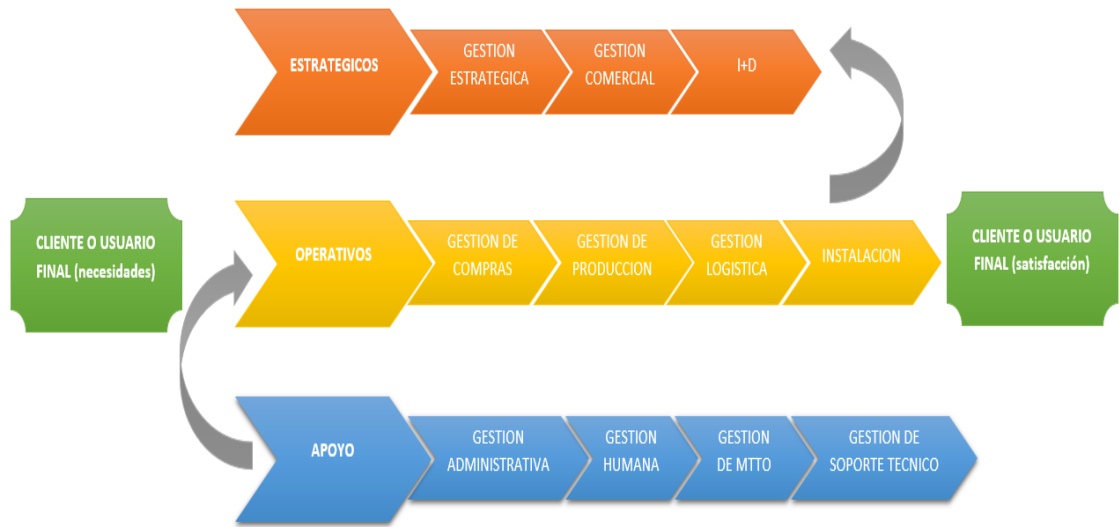 ESTRATEGICOS
GESTION
ESTRATEGICA
GESTION
COMERCIAL
I+D
CLIENTE O USUARIO
FINAL (necesidades)
OPERATIVOS
GESTION DE
COMPRAS
GESTION DE
PRODUCCION
GESTION
LOGISTICA
INSTALACION
CLIENTE O USUARIO
FINAL (satisfacción)
APOYO
GESTION
ADMINISTRATIVA
GESTION
HUMANA
GESTION
DE MTTO
GESTION DE
SOPORTE TECNICO